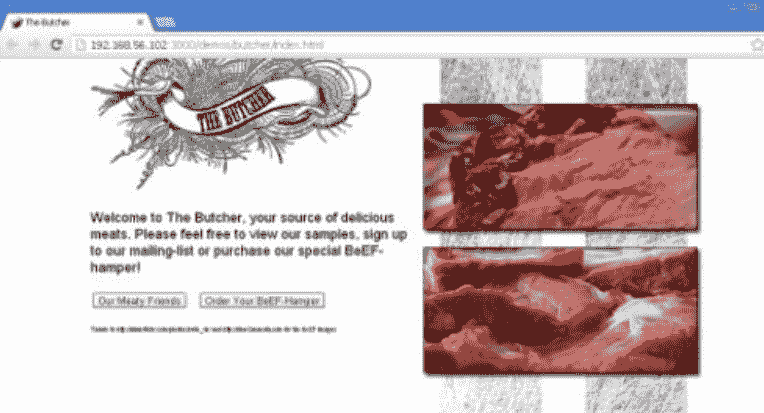 The Butcher
192.168.56.102:3000/demos/butcher/index.html
THE BUTCHER
Welcome to The Butcher, your source of delicious
meats. Please feel free to view our samples, sign up
to our mailing-list or purchase our special BeEF-
hamper!
Our Meaty Friends Order Your BeEF-Hamper